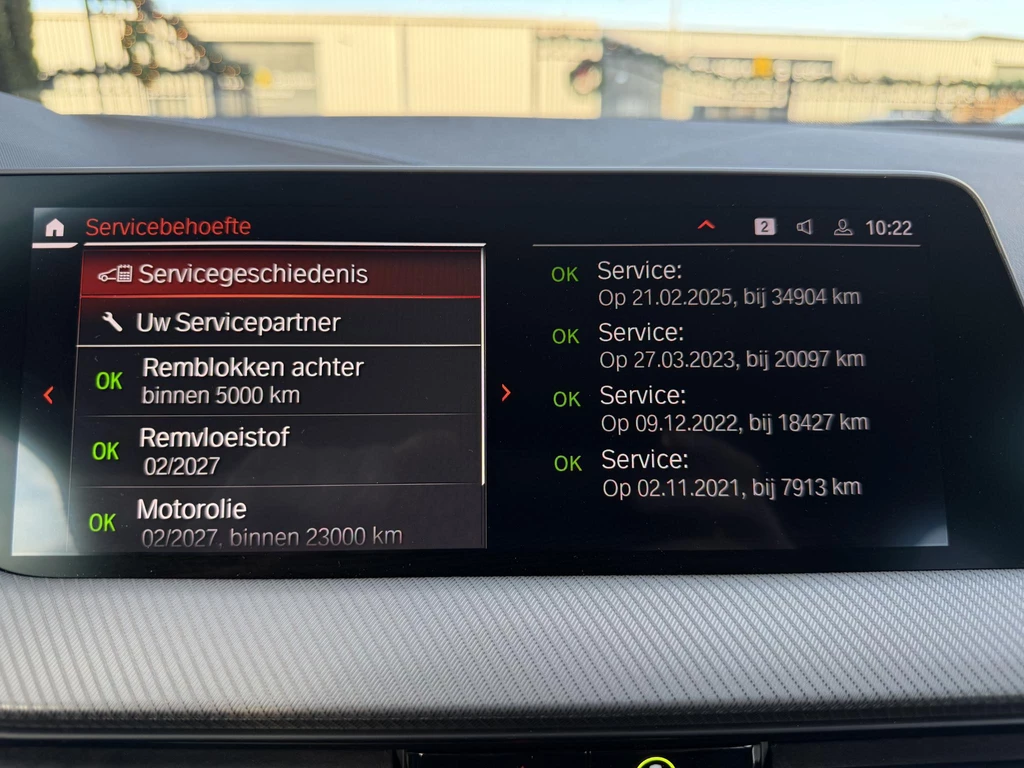 Servicebehoefte
2
10:22
Servicegeschiedenis
Uw Servicepartner
OK Remblokken achter
binnen 5000 km
OK Remvloeistof
02/2027
OK Motorolie
02/2027, binnen 23000 km
OK Service:
Op 21.02.2025, bij 34904 km
OK Service:
Op 27.03.2023, bij 20097 km
OK Service:
Op 09.12.2022, bij 18427 km
OK Service:
Op 02.11.2021, bij 7913 km